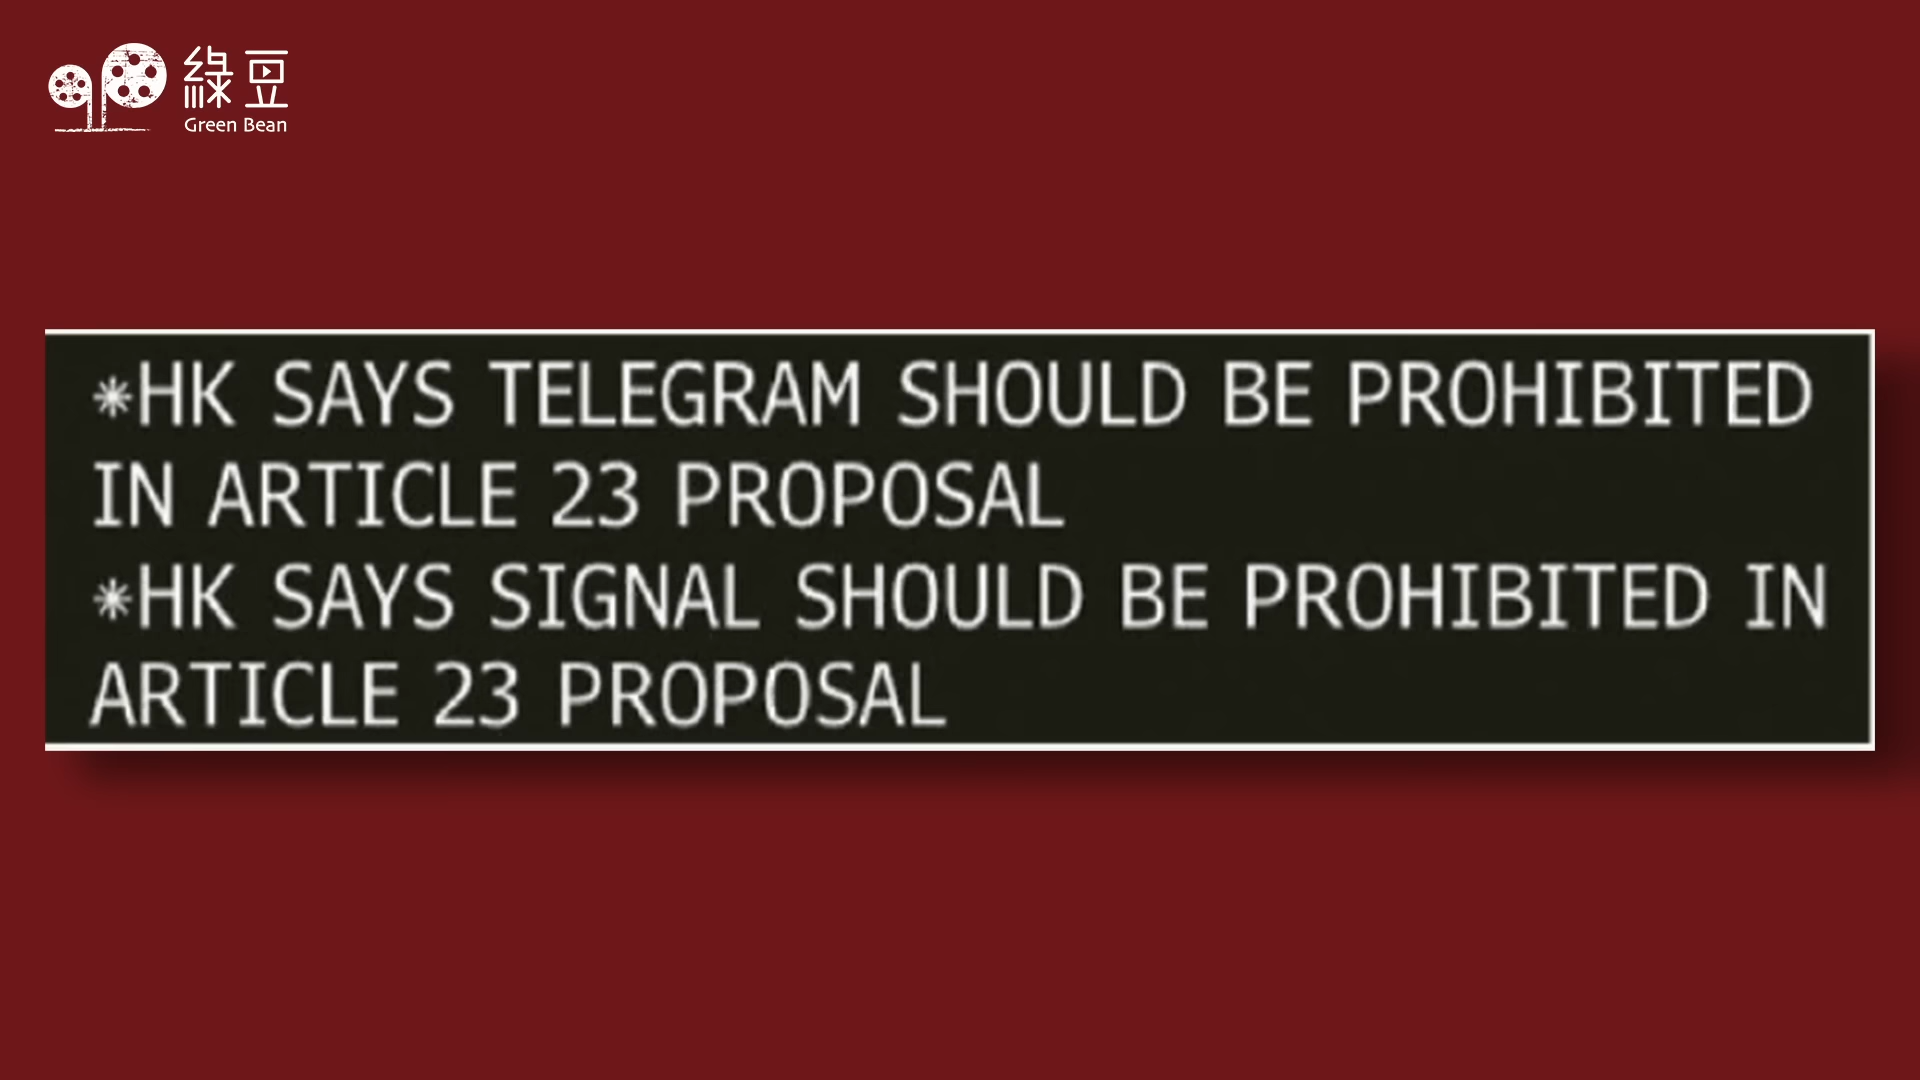 綠豆
Green Bean
*HK SAYS TELEGRAM SHOULD BE PROHIBITED
IN ARTICLE 23 PROPOSAL
*HK SAYS SIGNAL SHOULD BE PROHIBITED IN
ARTICLE 23 PROPOSAL